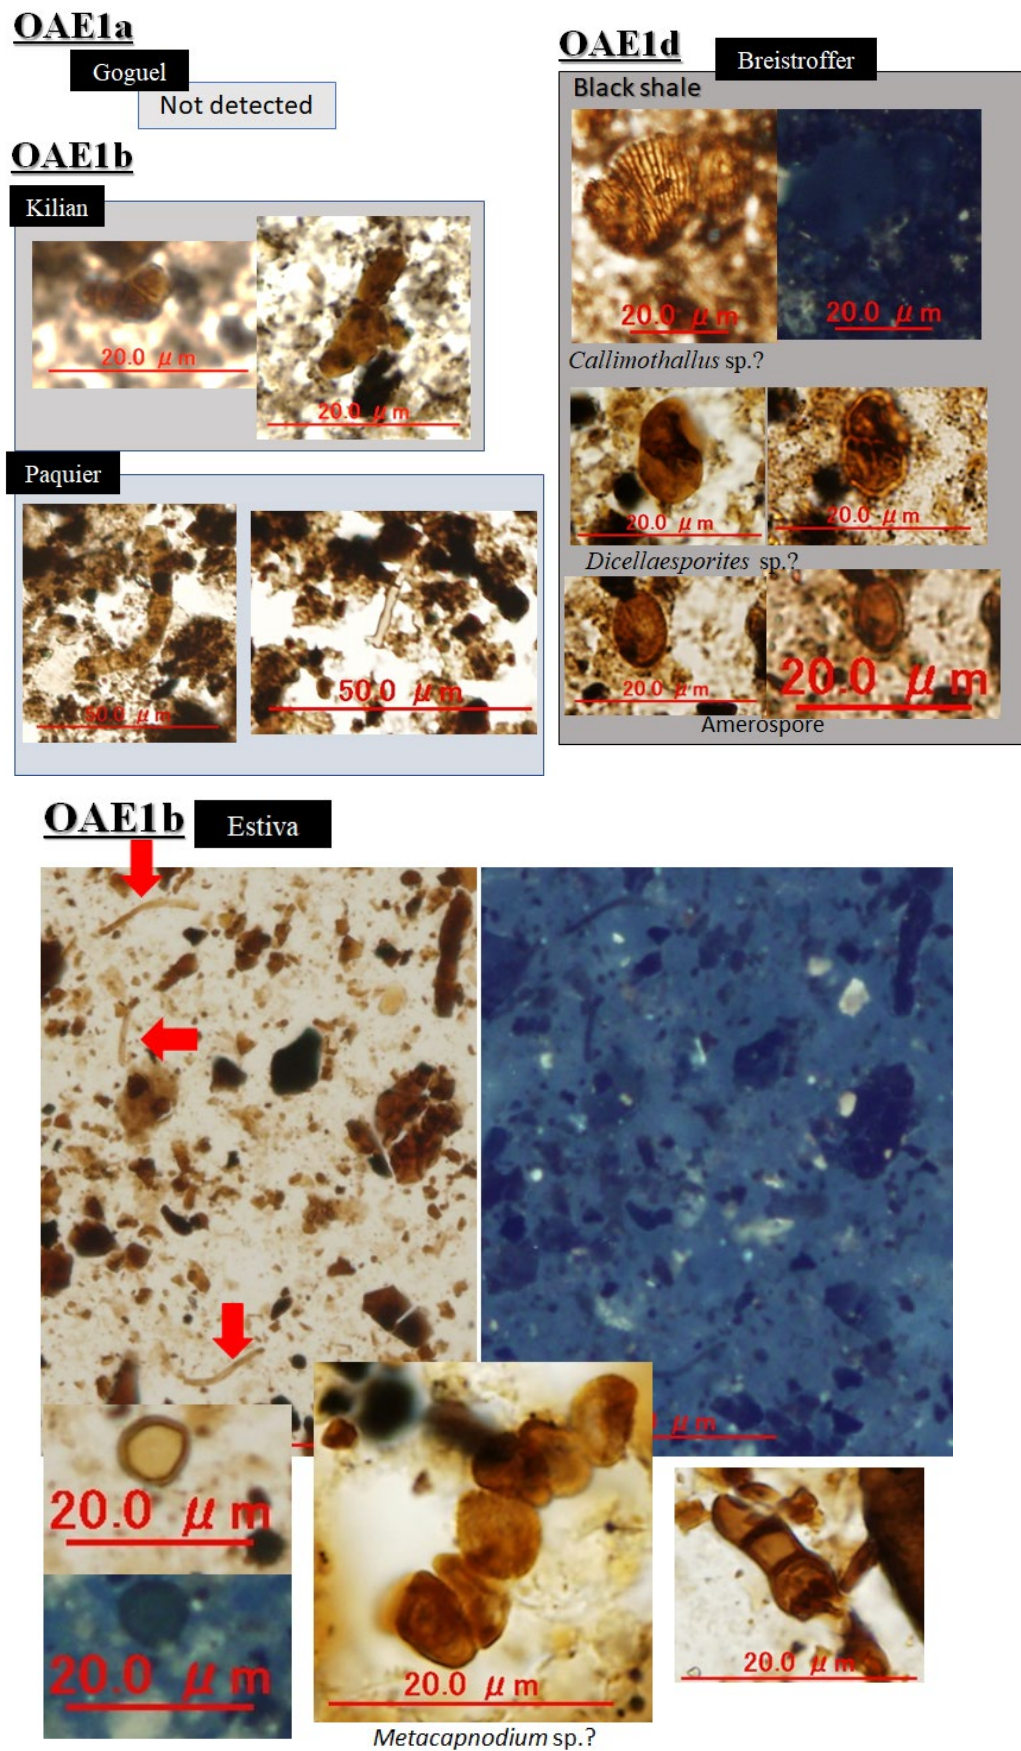 OAE1a
Goguel
Not detected
OAE1b
Kilian
20.0 μm
20.0 μm
Paquier
50.0 μm
50.0 μm
OAE1d
Breistroffer
Black shale
20.0 μm
20.0 μm
Callimothallus sp.?
20.0 μm
20.0 μm
Dicellaesporites sp.?
20.0 μm
20.0 μm
Amerospore
OAE1b
Estiva
μm
20.0 μm
20.0 μm
20.0 μm
20.0 μm
Metacapnodium sp.?